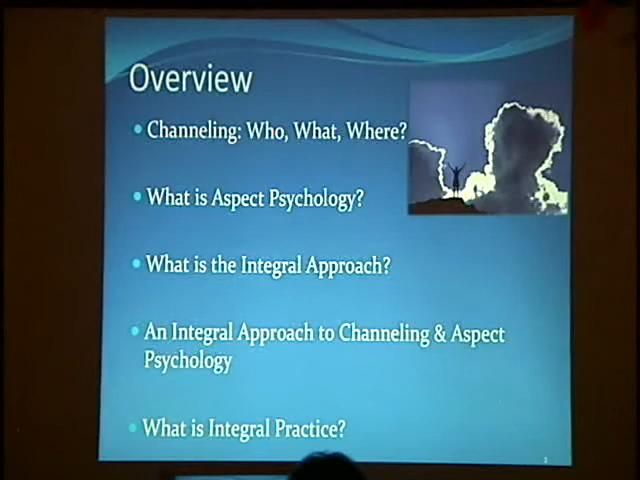 Overview
• Channeling: Who, What, Where?
• What is Aspect Psychology?
• What is the Integral Approach?
• An Integral Approach to Channeling & Aspect
Psychology
• What is Integral Practice?